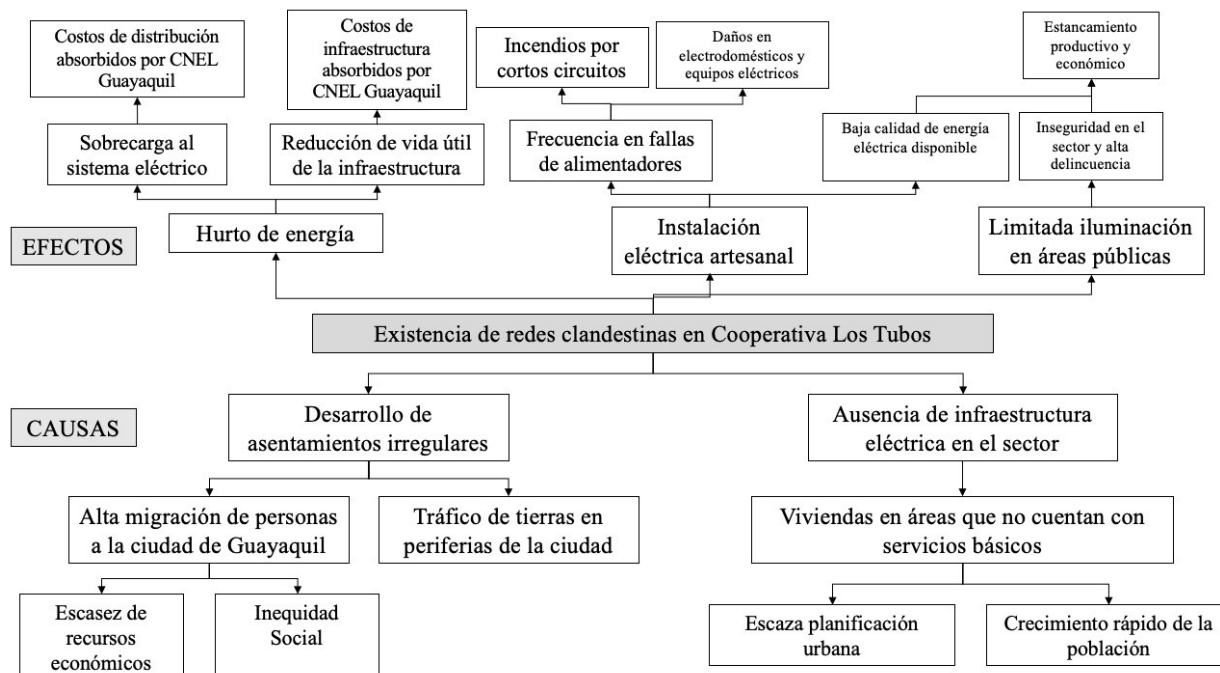 Costos de distribución
absorbidos por CNEL
Guayaquil
Costos de
infraestructura
absorbidos por
CNEL Guayaquil
Incendios por
cortos circuitos
Daños en
electrodomésticos y
equipos eléctricos
Estancamiento
productivo y
económico
Sobrecarga al
sistema eléctrico
Reducción de vida útil
de la infraestructura
Frecuencia en fallas
de alimentadores
Baja calidad de energía
eléctrica disponible
Inseguridad en el
sector y alta
delincuencia
EFECTOS
Hurto de energía
Instalación
eléctrica artesanal
Limitada iluminación
en áreas públicas
Existencia de redes clandestinas en Cooperativa Los Tubos
CAUSAS
Desarrollo de
asentamientos irregulares
Ausencia de infraestructura
eléctrica en el sector
Alta migración de personas
a la ciudad de Guayaquil
Tráfico de tierras en
periferias de la ciudad
Viviendas en áreas que no cuentan con
servicios básicos
Escasez de
recursos
económicos
Inequidad
Social
Escaza planificación
urbana
Crecimiento rápido de la
población